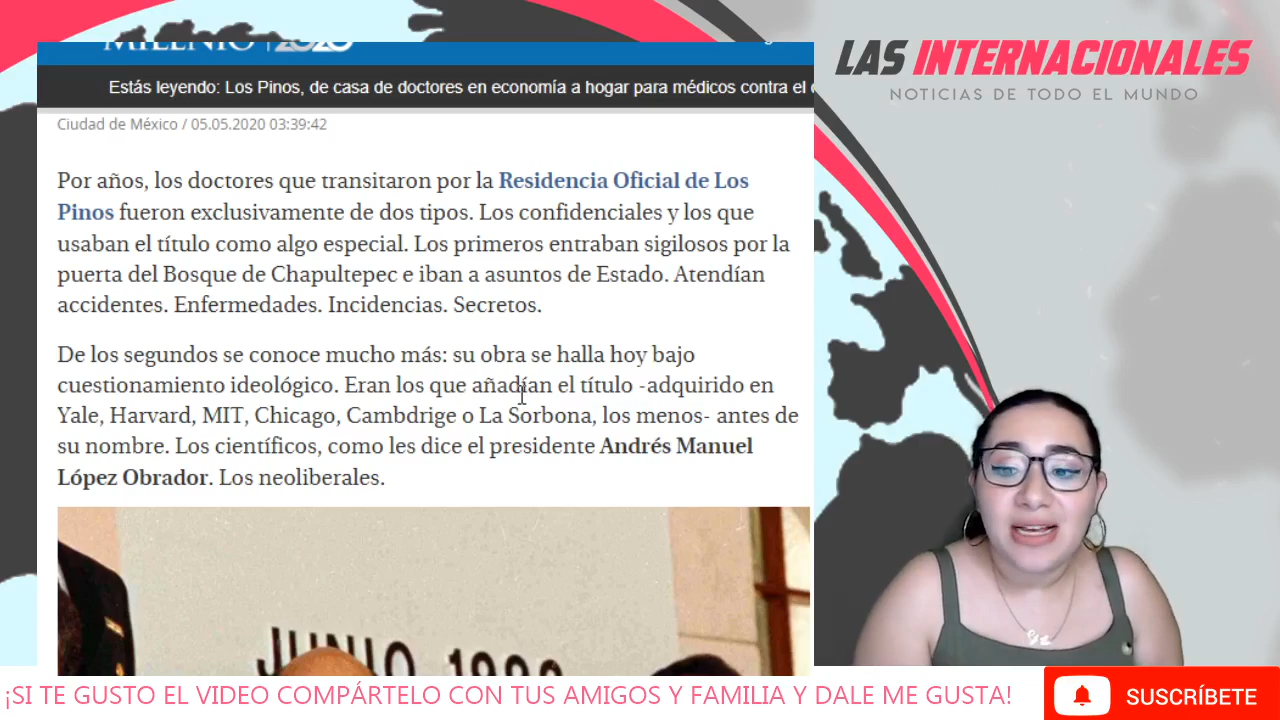 MILENIO | 2020
Estás leyendo: Los Pinos, de casa de doctores en economía a hogar para médicos contra el
Ciudad de México / 05.05.2020 03:39:42
Por años, los doctores que transitaron por la Residencia Oficial de Los
Pinos fueron exclusivamente de dos tipos. Los confidenciales y los que
usaban el título como algo especial. Los primeros entraban sigilosos por la
puerta del Bosque de Chapultepec e iban a asuntos de Estado. Atendían
accidentes. Enfermedades. Incidencias. Secretos.
De los segundos se conoce mucho más: su obra se halla hoy bajo
cuestionamiento ideológico. Eran los que añadían el título -adquirido en
Yale, Harvard, MIT, Chicago, Cambdrige o La Sorbona, los menos- antes de
su nombre. Los científicos, como les dice el presidente Andrés Manuel
López Obrador. Los neoliberales.
JUNIO
LAS INTERNACIONALES
NOTICIAS DE TODO EL MUNDO
¡SI TE GUSTO EL VIDEO COMPÁRTELO CON TUS AMIGOS Y FAMILIA Y DALE ME GUSTA!
SUSCRÍBETE